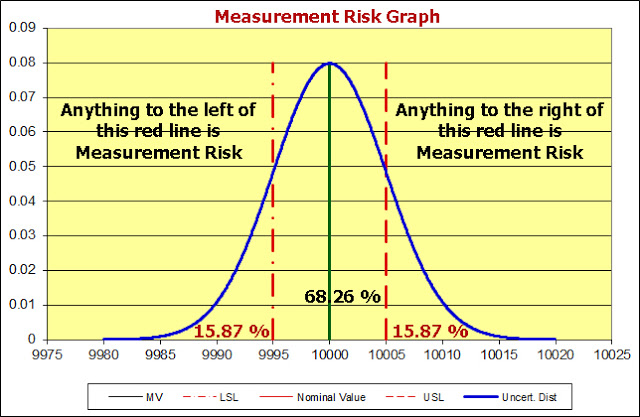 Measurement Risk Graph
0.09
0.08
0.07
0.06
0.05
0.04
0.03
0.02
0.01
0
Anything to the left of
this red line is
Measurement Risk
Anything to the right of
this red line is
Measurement Risk
68.26 %
15.87 %
15.87 %
9975 9980 9985 9990 9995 10000 10005 10010 10015 10020 10025
MV LSL Nominal Value USL Uncert. Dist